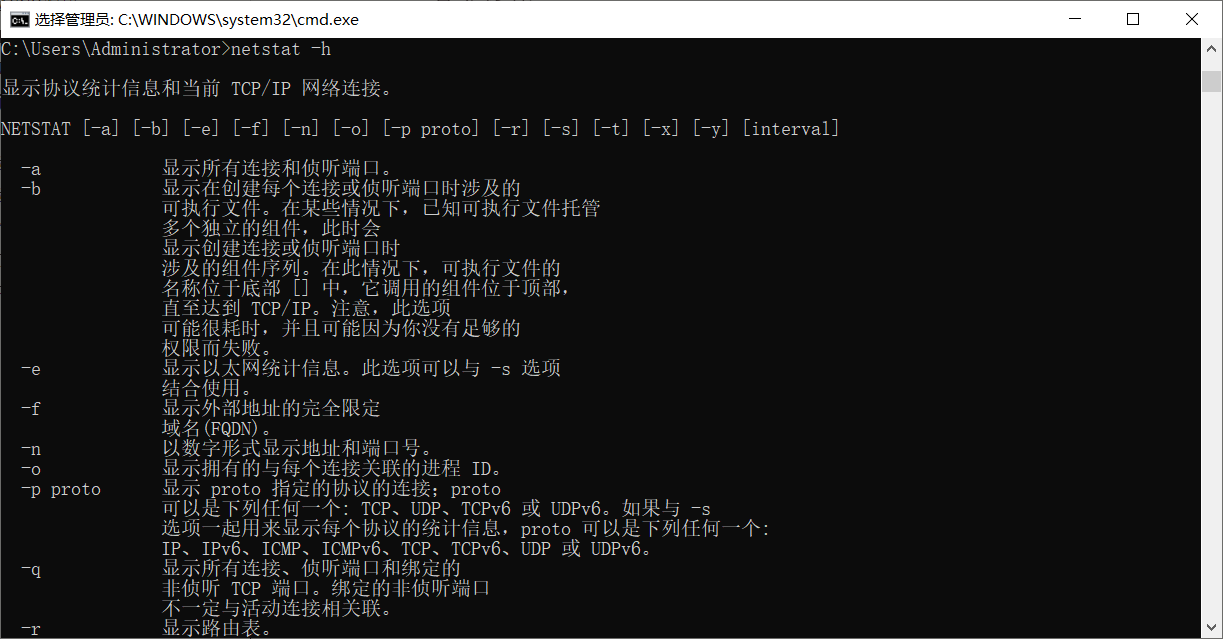 选择管理员: C:\WINDOWS\system32\cmd.exe
C:\Users\Administrator>netstat -h
显示协议统计信息和当前 TCP/IP 网络连接。
NETSTAT [-a] [-b] [-e] [-f] [-n] [-o] [-p proto] [-r] [-s] [-t] [-x] [-y] [interval]
-a 显示所有连接和侦听端口。
-b 显示在创建每个连接或侦听端口时涉及的
可执行文件。在某些情况下，已知可执行文件托管
多个独立的组件，此时会
显示创建连接或侦听端口时
涉及的组件序列。在此情况下，可执行文件的
名称位于底部 [] 中，它调用的组件位于顶部，
直至达到 TCP/IP。注意，此选项
可能很耗时，并且可能因为你没有足够的
权限而失败。
-e 显示以太网统计信息。此选项可以与 -s 选项
结合使用。
-f 显示外部地址的完全限定
域名(FQDN)。
-n 以数字形式显示地址和端口号。
-o 显示拥有的与每个连接关联的进程 ID。
-p proto 显示 proto 指定的协议的连接；proto
可以是下列任何一个: TCP、UDP、TCPv6 或 UDPv6。如果与 -s
选项一起用来显示每个协议的统计信息，proto 可以是下列任何一个:
IP、IPv6、ICMP、ICMPv6、TCP、TCPv6、UDP 或 UDPv6。
-q 显示所有连接、侦听端口和绑定的
非侦听 TCP 端口。绑定的非侦听端口
不一定与活动连接相关联。
-r 显示路由表。